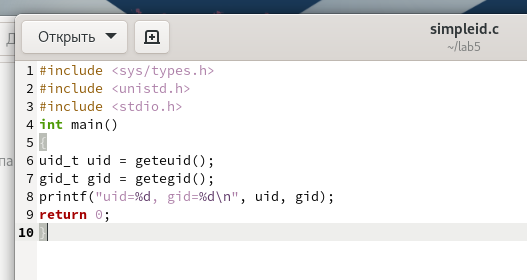 Открыть
simpleid.c
~/lab5
1 #include <sys/types.h>
2 #include <unistd.h>
3 #include <stdio.h>
4 int main()
5 {
6 uid_t uid = geteuid();
7 gid_t gid = getegid();
8 printf("uid=%d, gid=%d\n", uid, gid);
9 return 0;
10 }